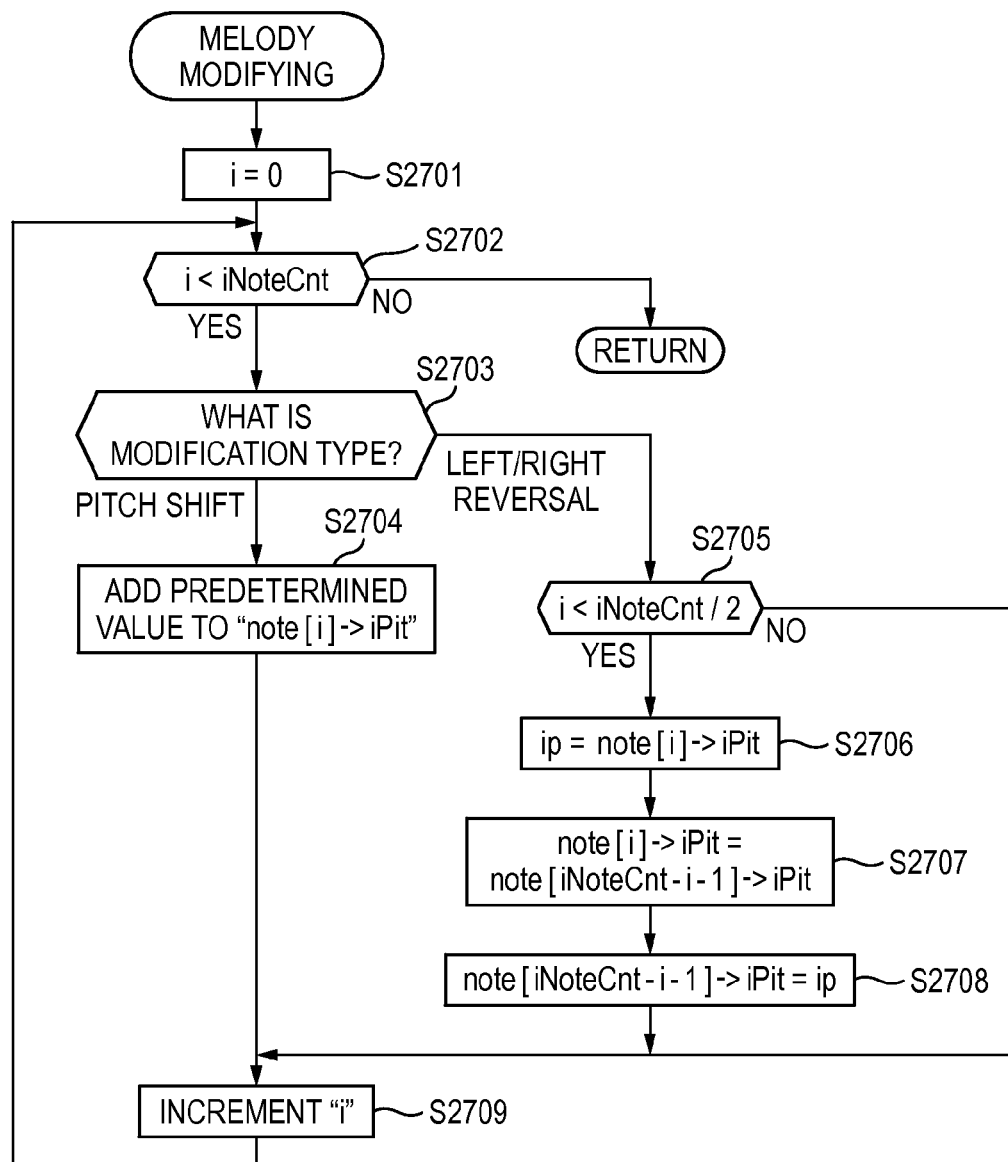 MELODY
MODIFYING
i = 0
S2701
S2702
i < iNoteCnt
NO
YES
RETURN
S2703
WHAT IS
MODIFICATION TYPE?
LEFT/RIGHT
REVERSAL
PITCH SHIFT
S2704
ADD PREDETERMINED
VALUE TO “note [ i ] -> iPit”
S2705
i < iNoteCnt / 2
NO
YES
ip = note [ i ] -> iPit
S2706
note [ i ] -> iPit =
note [ iNoteCnt - i - 1 ] -> iPit
S2707
note [ iNoteCnt - i - 1 ] -> iPit = ip
S2708
INCREMENT “i”
S2709